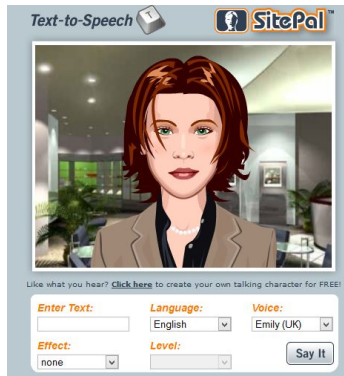 Text-to-Speech T SitePal™
Like what you hear? Click here to create your own talking character for FREE!
Enter Text: Language: Voice:
English Emily (UK)
Effect: Level:
none Say It